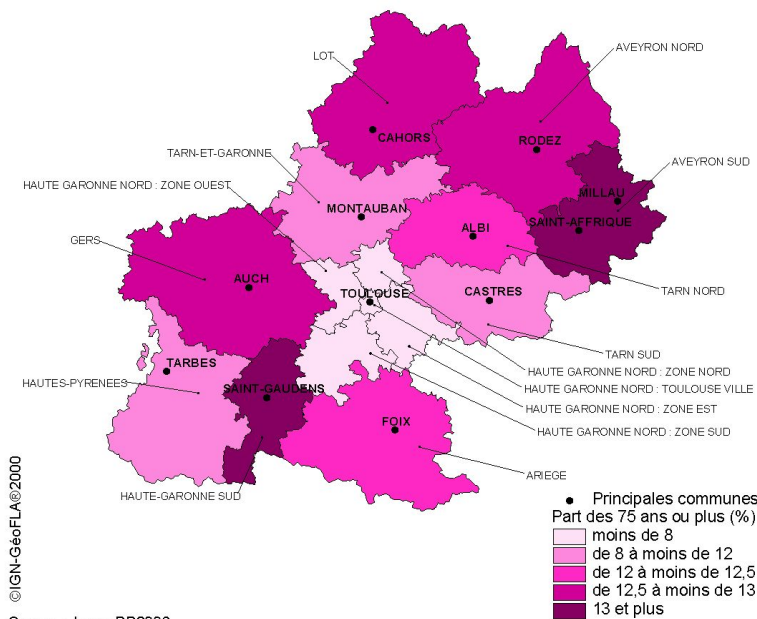 AVEYRON NORD
LOT
CAHORS
RODEZ
TARN-ET-GARONNE
AVEYRON SUD
HAUTE GARONNE NORD : ZONE OUEST
MILLAU
MONTAUBAN
SAINT-AFFRIQUE
ALBI
GERS
AUCH
TOULOUSE
CASTRES
TARN NORD
TARN SUD
TARBES
HAUTE GARONNE NORD : ZONE NORD
HAUTES-PYRENEES
SAINT-GAUDENS
HAUTE GARONNE NORD : TOULOUSE VILLE
HAUTE GARONNE NORD : ZONE EST
FOIX
HAUTE GARONNE NORD : ZONE SUD
ARIEGE
HAUTE-GARONNE SUD
©IGN-GéoFLA®2000
Principales communes
Part des 75 ans ou plus (%)
moins de 8
de 8 à moins de 12
de 12 à moins de 12,5
de 12,5 à moins de 13
13 et plus